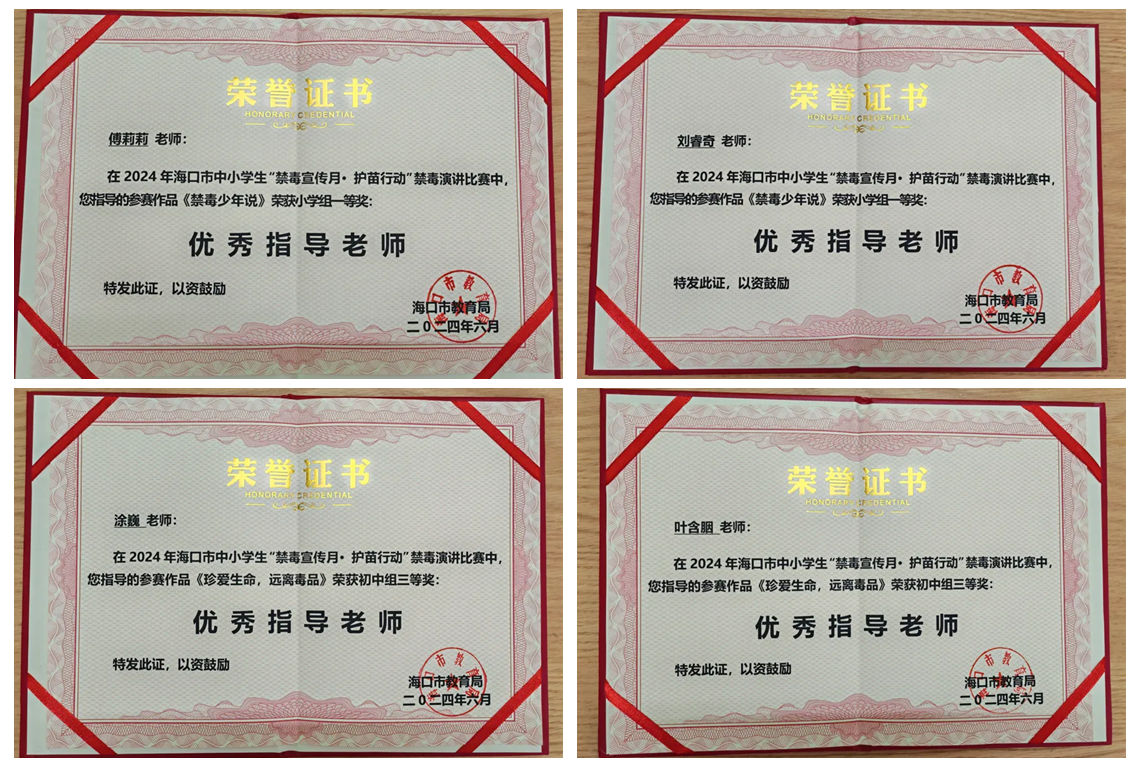 荣誉证书
HONORARY CREDENTIAL
傅莉莉 老师：
在 2024 年海口市中小学生“禁毒宣传月·护苗行动”禁毒演讲比赛中，
您指导的参赛作品《禁毒少年说》荣获小学组一等奖：
优秀指导老师
特发此证，以资鼓励
海口市教育局
二0二四年六月
荣誉证书
HONORARY CREDENTIAL
刘睿奇 老师：
在 2024 年海口市中小学生“禁毒宣传月·护苗行动”禁毒演讲比赛中，
您指导的参赛作品《禁毒少年说》荣获小学组一等奖：
优秀指导老师
特发此证，以资鼓励
海口市教育局
二0二四年六月
荣誉证书
HONORARY CREDENTIAL
涂巍 老师：
在 2024 年海口市中小学生“禁毒宣传月·护苗行动”禁毒演讲比赛中，
您指导的参赛作品《珍爱生命，远离毒品》荣获初中组三等奖：
优秀指导老师
特发此证，以资鼓励
海口市教育局
二0二四年六月
荣誉证书
HONORARY CREDENTIAL
叶含胭 老师：
在 2024 年海口市中小学生“禁毒宣传月·护苗行动”禁毒演讲比赛中，
您指导的参赛作品《珍爱生命，远离毒品》荣获初中组三等奖：
优秀指导老师
特发此证，以资鼓励
海口市教育局
二0二四年六月